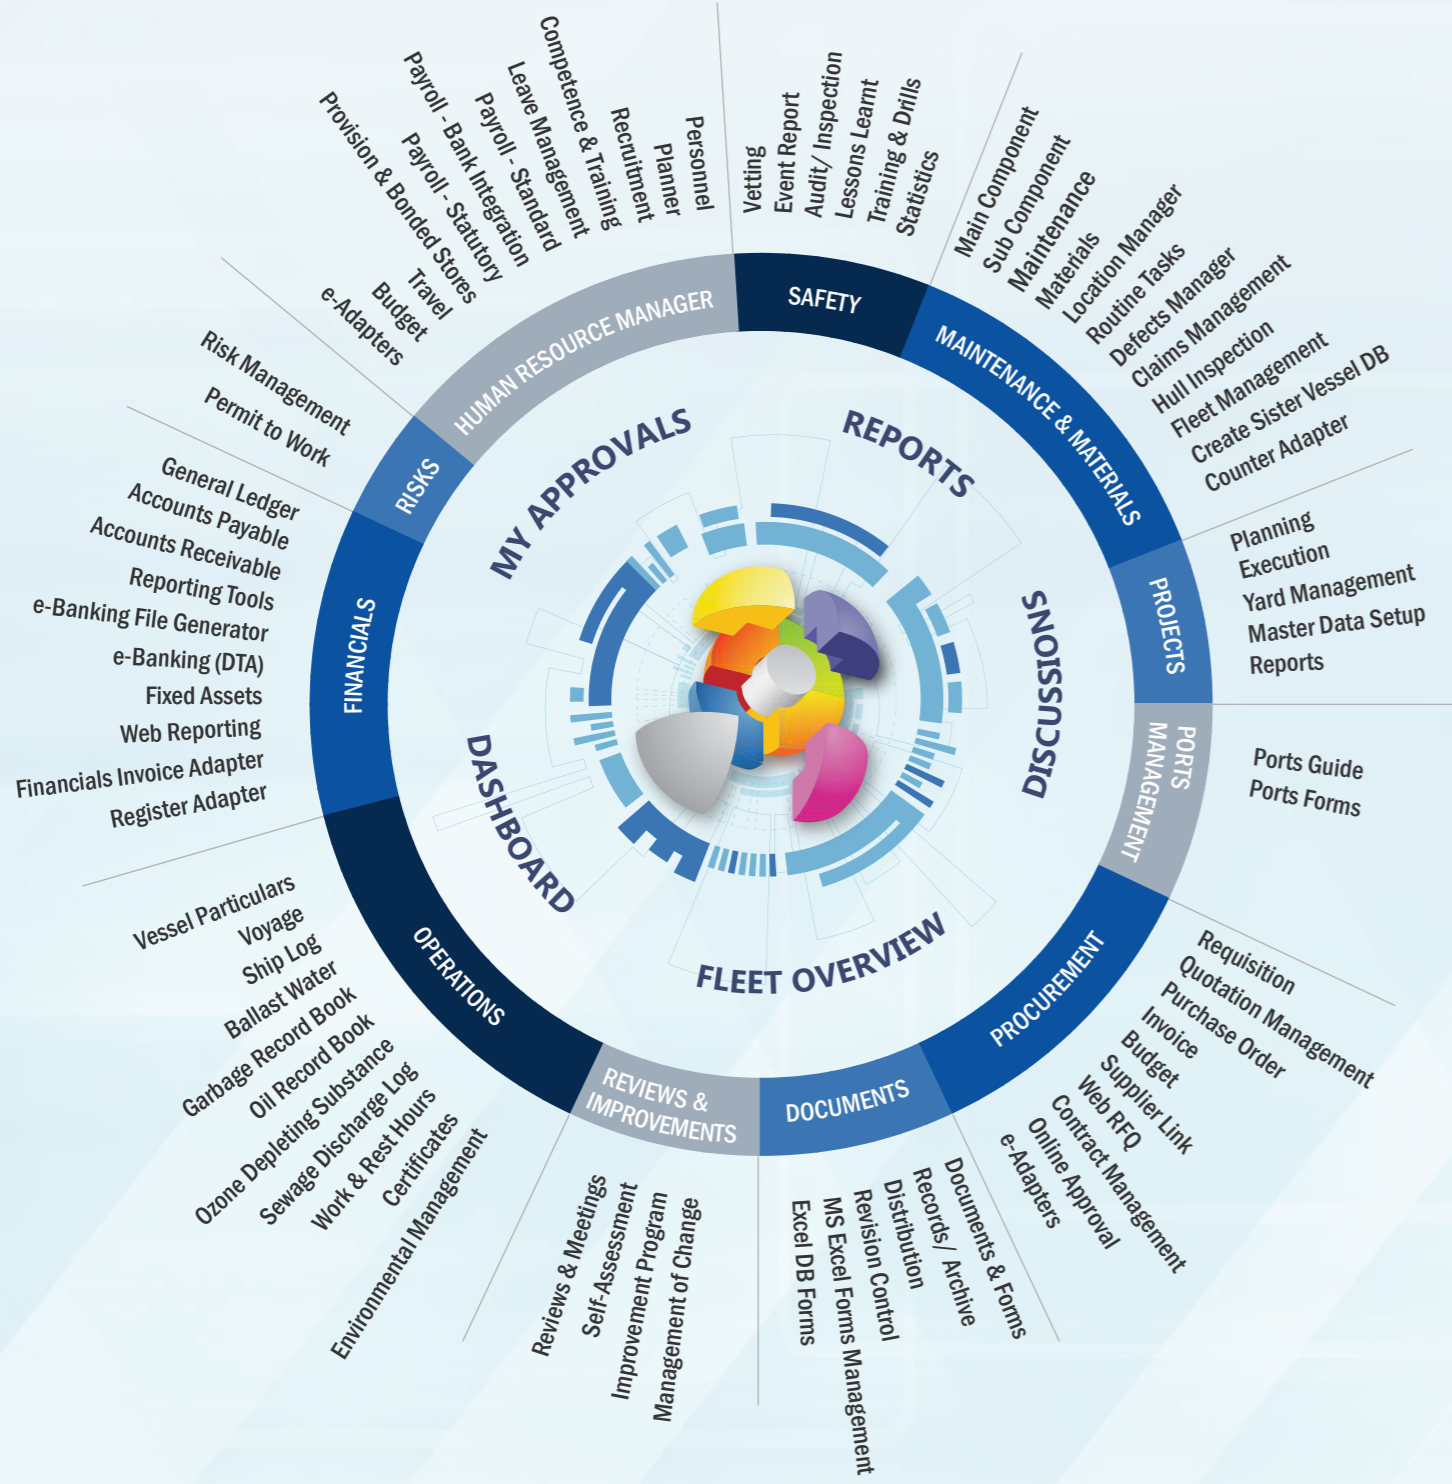 SAFETY
Vetting
Event Report
Audit/ Inspection
Lessons Learnt
Training & Drills
Statistics
MAINTENANCE & MATERIALS
Main Component
Sub Component
Maintenance
Materials
Location Manager
Routine Tasks
Defects Manager
Claims Management
Hull Inspection
Fleet Management
Create Sister Vessel DB
Counter Adapter
PROJECTS
Planning
Execution
Yard Management
Master Data Setup
Reports
PORTS
MANAGEMENT
Ports Guide
Ports Forms
PROCUREMENT
Requisition
Quotation Management
Purchase Order
Invoice
Budget
Supplier Link
Web RFQ
Contract Management
Online Approval
e-Adapters
DOCUMENTS
Documents & Forms
Records/ Archive
Distribution
Revision Control
MS Excel Forms Management
Excel DB Forms
REVIEWS &
IMPROVEMENTS
Management of Change
Improvement Program
Self-Assessment
Reviews & Meetings
OPERATIONS
Vessel Particulars
Voyage
Ship Log
Ballast Water
Garbage Record Book
Oil Record Book
Ozone Depleting Substance
Sewage Discharge Log
Work & Rest Hours
Certificates
Environmental Management
FINANCIALS
General Ledger
Accounts Payable
Accounts Receivable
Reporting Tools
e-Banking File Generator
e-Banking (DTA)
Fixed Assets
Web Reporting
Financials Invoice Adapter
Register Adapter
RISKS
Risk Management
Permit to Work
HUMAN RESOURCE MANAGER
Personnel
Planner
Recruitment
Competence & Training
Leave Management
Payroll - Standard
Payroll - Bank Integration
Payroll - Statutory
Provision & Bonded Stores
Travel
Budget
e-Adapters
MY APPROVALS
REPORTS
DISCUSSIONS
FLEET OVERVIEW
DASHBOARD